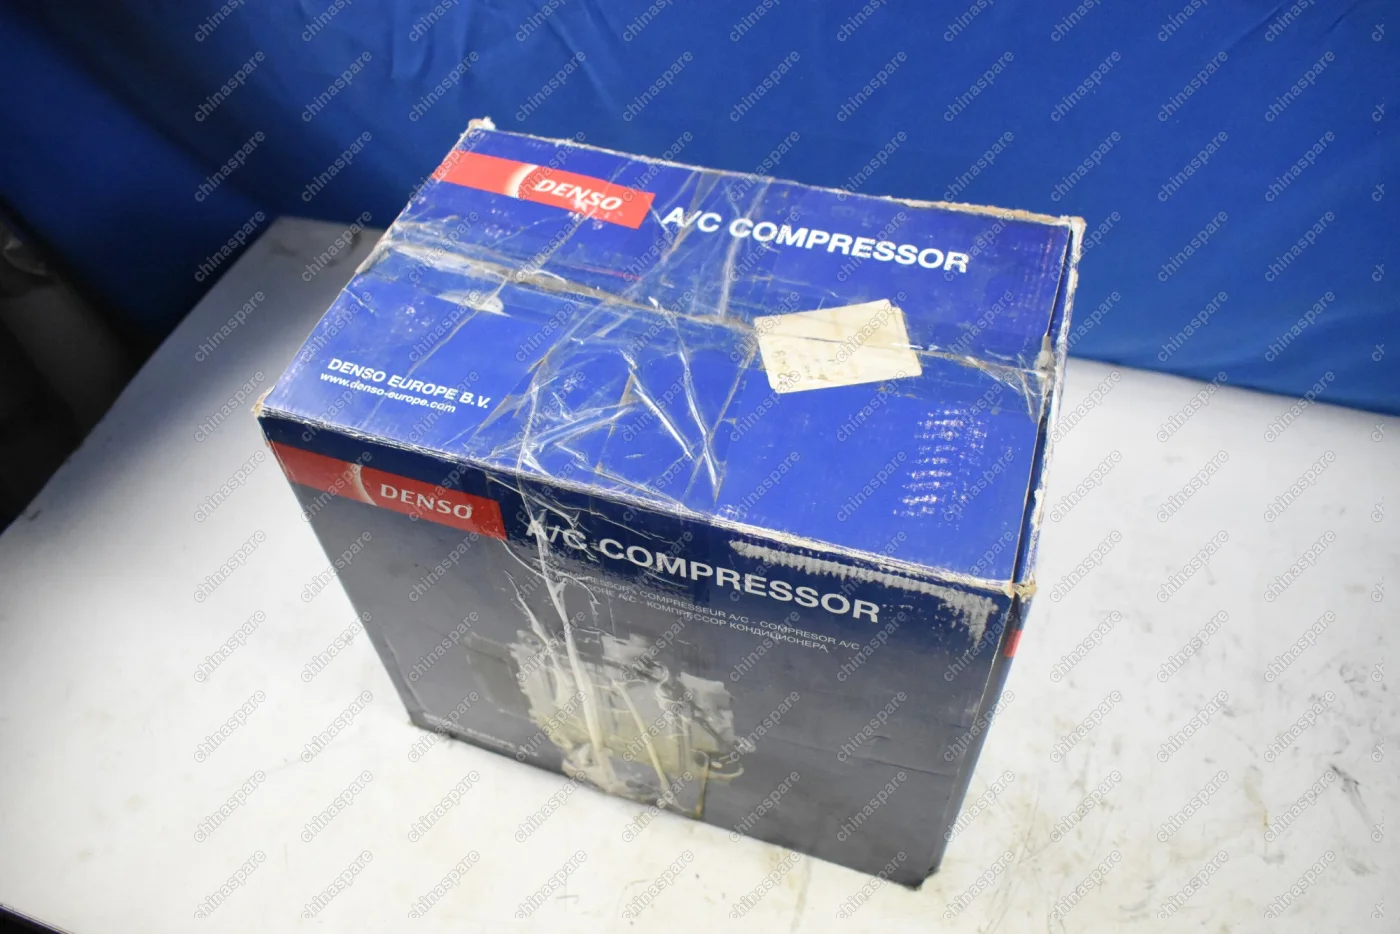 DENSO
A/C COMPRESSOR
DENSO EUROPE B.V.
www.denso-europe.com
DENSO
A/C COMPRESSOR
COMPRESSEUR A/C - COMPRESOR A/C
A/C - КОМПРЕССОР КОНДИЦИОНЕРА
chinaspare